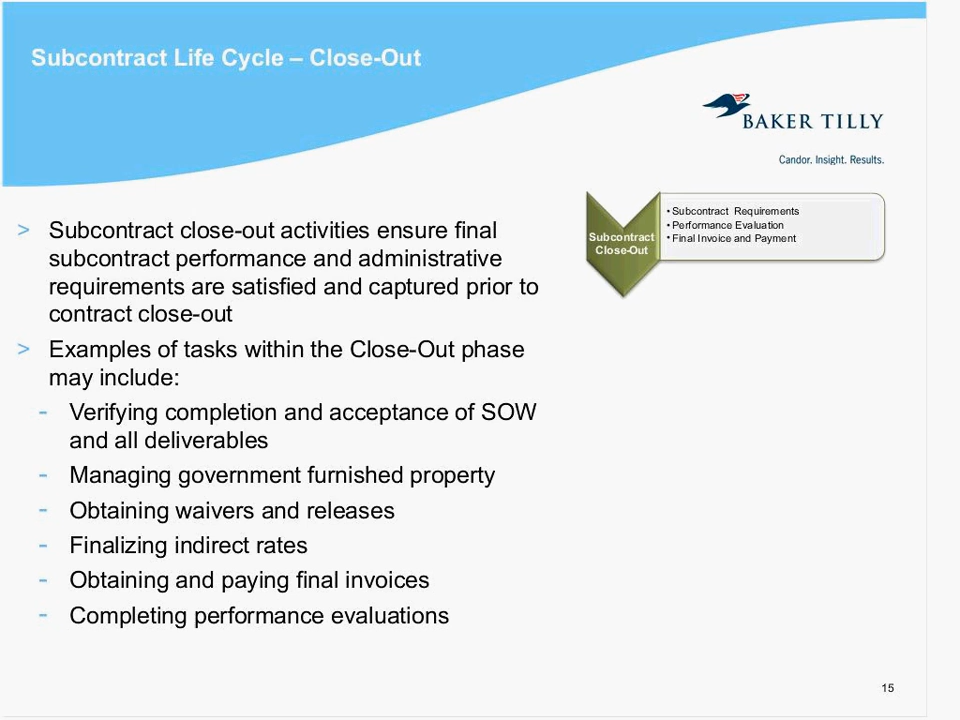 Subcontract Life Cycle – Close-Out
BAKER TILLY
Candor. Insight. Results.
> Subcontract close-out activities ensure final
subcontract performance and administrative
requirements are satisfied and captured prior to
contract close-out
> Examples of tasks within the Close-Out phase
may include:
- Verifying completion and acceptance of SOW
and all deliverables
- Managing government furnished property
- Obtaining waivers and releases
- Finalizing indirect rates
- Obtaining and paying final invoices
- Completing performance evaluations
Subcontract
Close-Out
• Subcontract Requirements
• Performance Evaluation
• Final Invoice and Payment
15